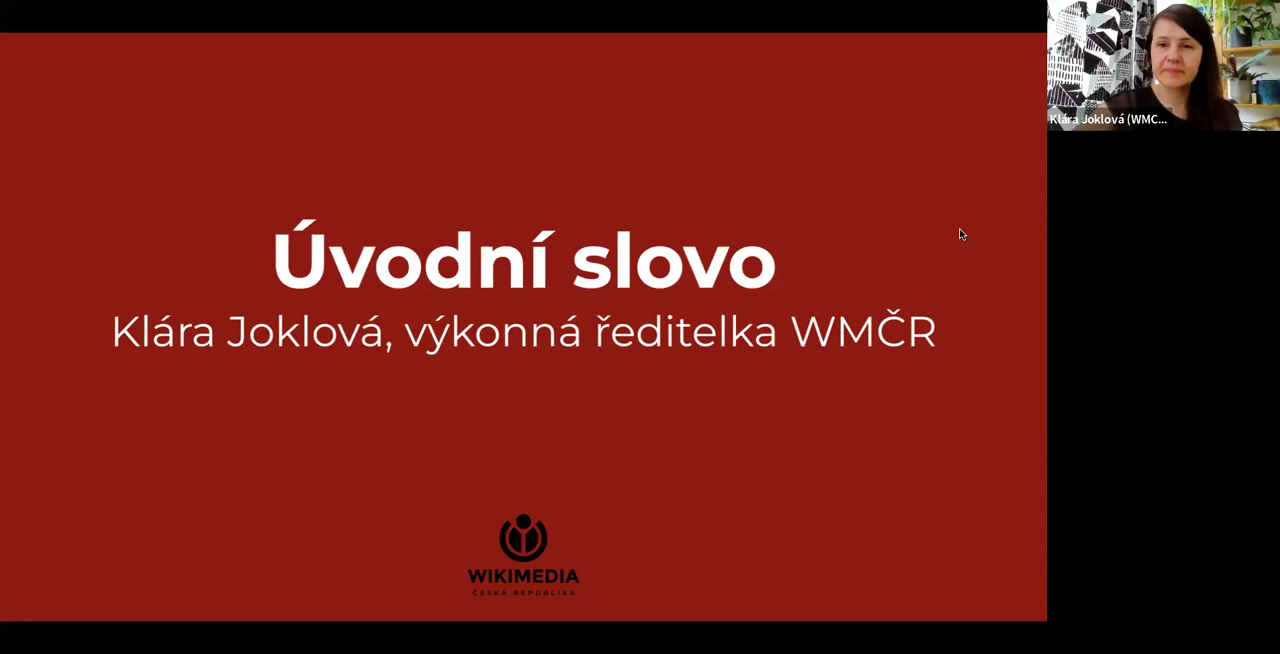 Úvodní slovo
Klára Joklová, výkonná ředitelka WMČR
WIKIMEDIA
ČESKÁ REPUBLIKA
Klára Joklová (WMC...